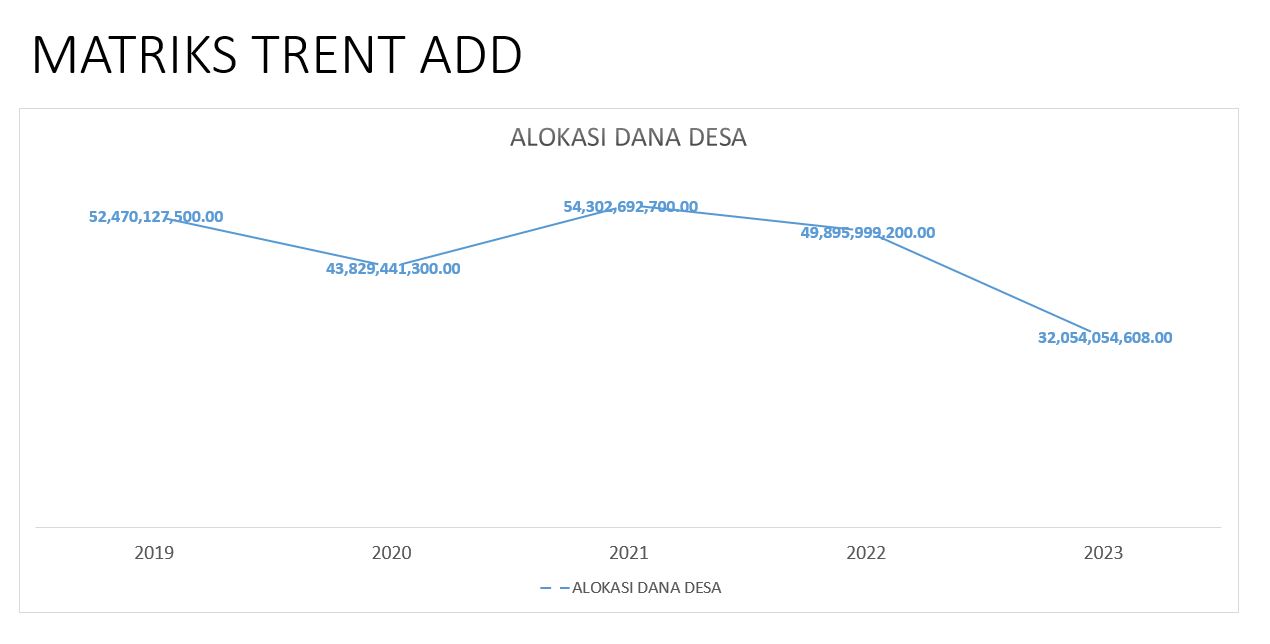 MATRIKS TRENT ADD
ALOKASI DANA DESA
52,470,127,500.00
43,829,441,300.00
54,302,692,700.00
49,895,999,200.00
32,054,054,608.00
2019 2020 2021 2022 2023
ALOKASI DANA DESA